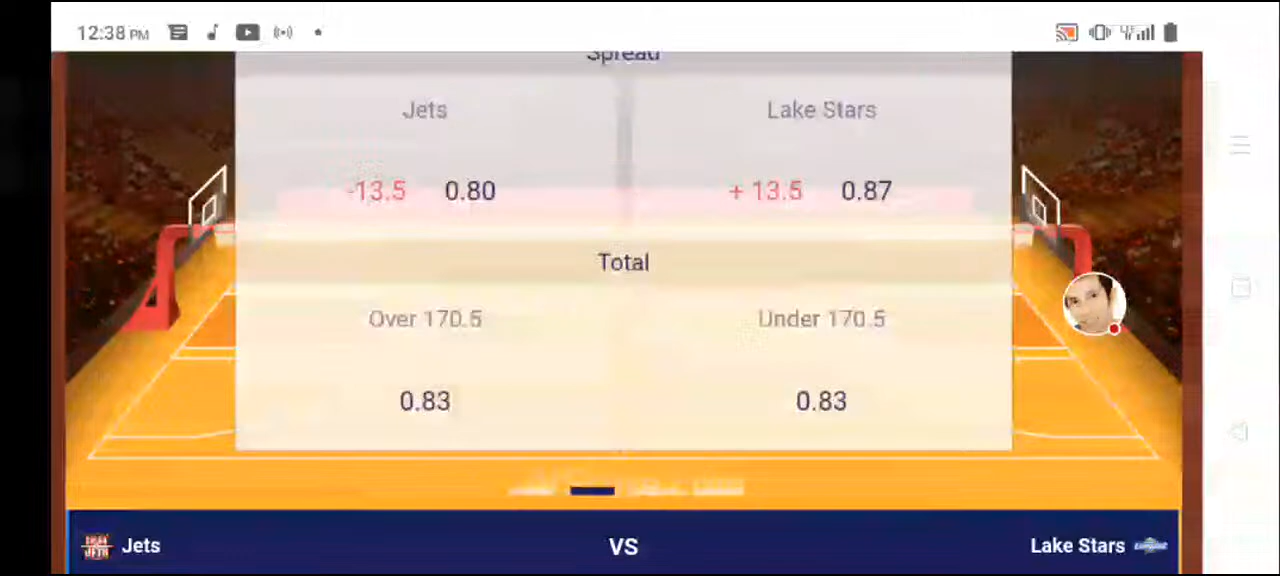 12:38 PM
Spread
Jets Lake Stars
-13.5 0.80 + 13.5 0.87
Total
Over 170.5 Under 170.5
0.83 0.83
Jets VS Lake Stars